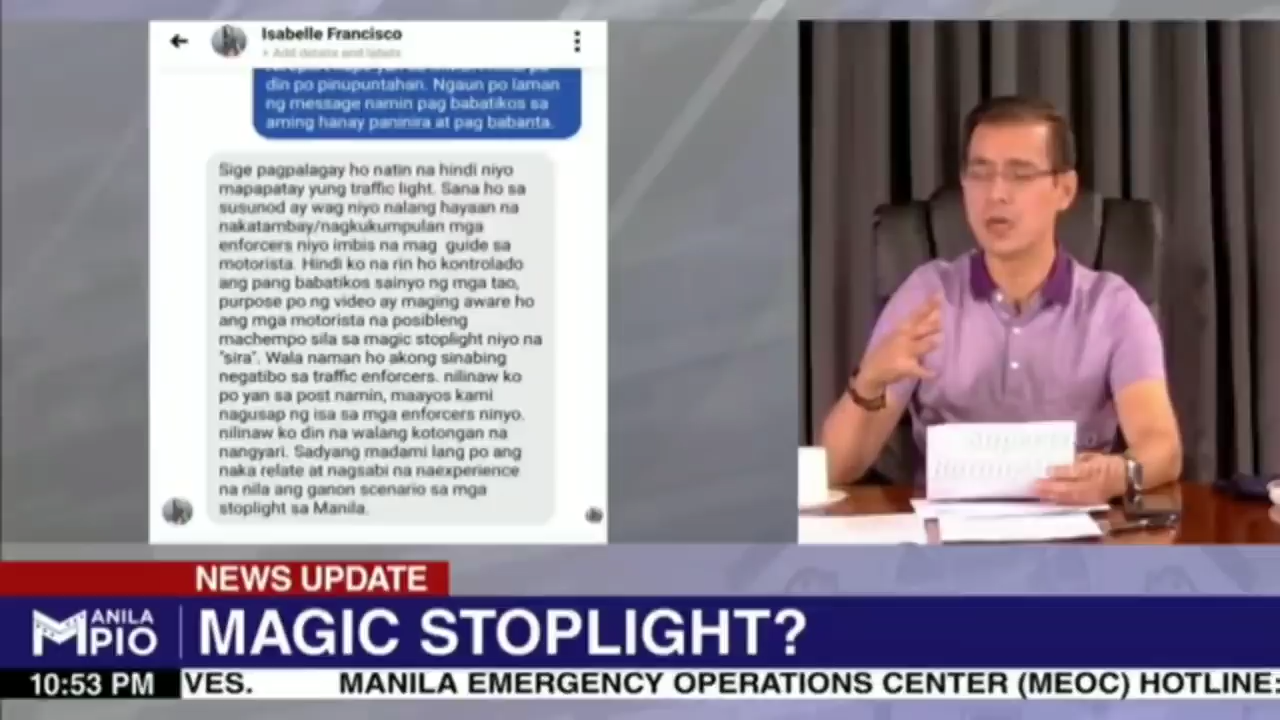 Isabelle Francisco
+ Add details and labels
din po pinupuntahan. Ngaun po laman
ng message namin pag babatikos sa
aming hanay paninira at pag babanta.
Sige pagpalagay ho natin na hindi niyo
mapapatay yung traffic light. Sana ho sa
susunod ay wag niyo nalang hayaan na
nakatambay/nagkukumpulan mga
enforcers niyo imbis na mag guide sa
motorista. Hindi ko na rin ho kontrolado
ang pang babatikos sainyo ng mga tao,
purpose po ng video ay maging aware ho
ang mga motorista na posibleng
machempo sila sa magic stoplight niyo na
"sira". Wala naman ho akong sinabing
negatibo sa traffic enforcers. nilinaw ko
po yan sa post namin, maayos kami
nagusap ng isa sa mga enforcers ninyo.
nilinaw ko din na walang kotongan na
nangyari. Sadyang madami lang po ang
naka relate at nagsabi na naexperience
na nila ang ganon scenario sa mga
stoplight sa Manila.
NEWS UPDATE
MANILA
PIO
MAGIC STOPLIGHT?
10:53 PM
VES. MANILA EMERGENCY OPERATIONS CENTER (MEOC) HOTLINE: